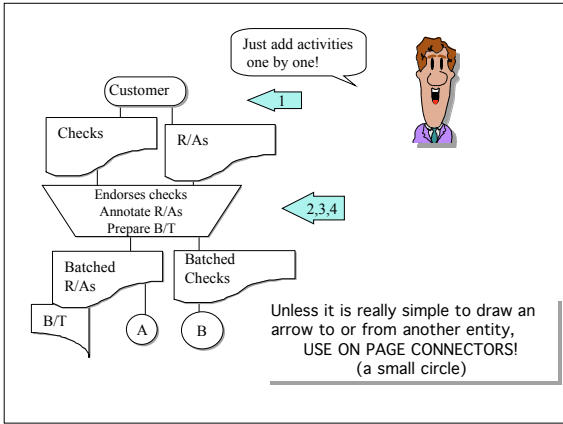 Just add activities
one by one!
Customer
1
Checks
R/As
Endorses checks
Annotate R/As
Prepare B/T
2,3,4
Batched
R/As
Batched
Checks
B/T
A
B
Unless it is really simple to draw an
arrow to or from another entity,
USE ON PAGE CONNECTORS!
(a small circle)